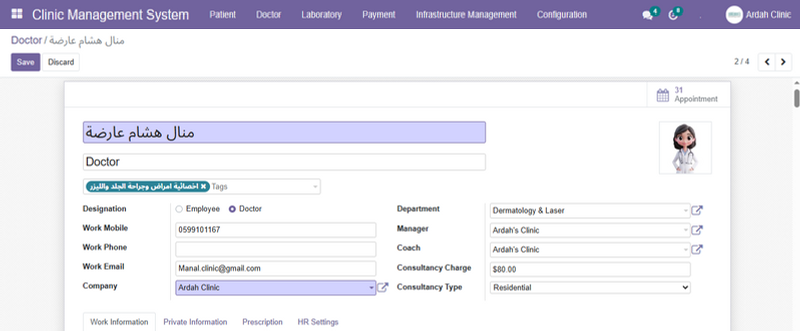 Clinic Management System Patient Doctor Laboratory Payment Infrastructure Management Configuration 4 8 Ardah Clinic
Doctor / منال هشام عارضة
Save Discard 2 / 4
31
Appointment
منال هشام عارضة
Doctor
اخصائية امراض وجراحة الجلد والليزر × Tags
Designation Employee Doctor Department Dermatology & Laser
Work Mobile 0599101167 Manager Ardah's Clinic
Work Phone Coach Ardah's Clinic
Work Email Manal.clinic@gmail.com Consultancy Charge $80.00
Company Ardah Clinic Consultancy Type Residential
Work Information Private Information Prescription HR Settings